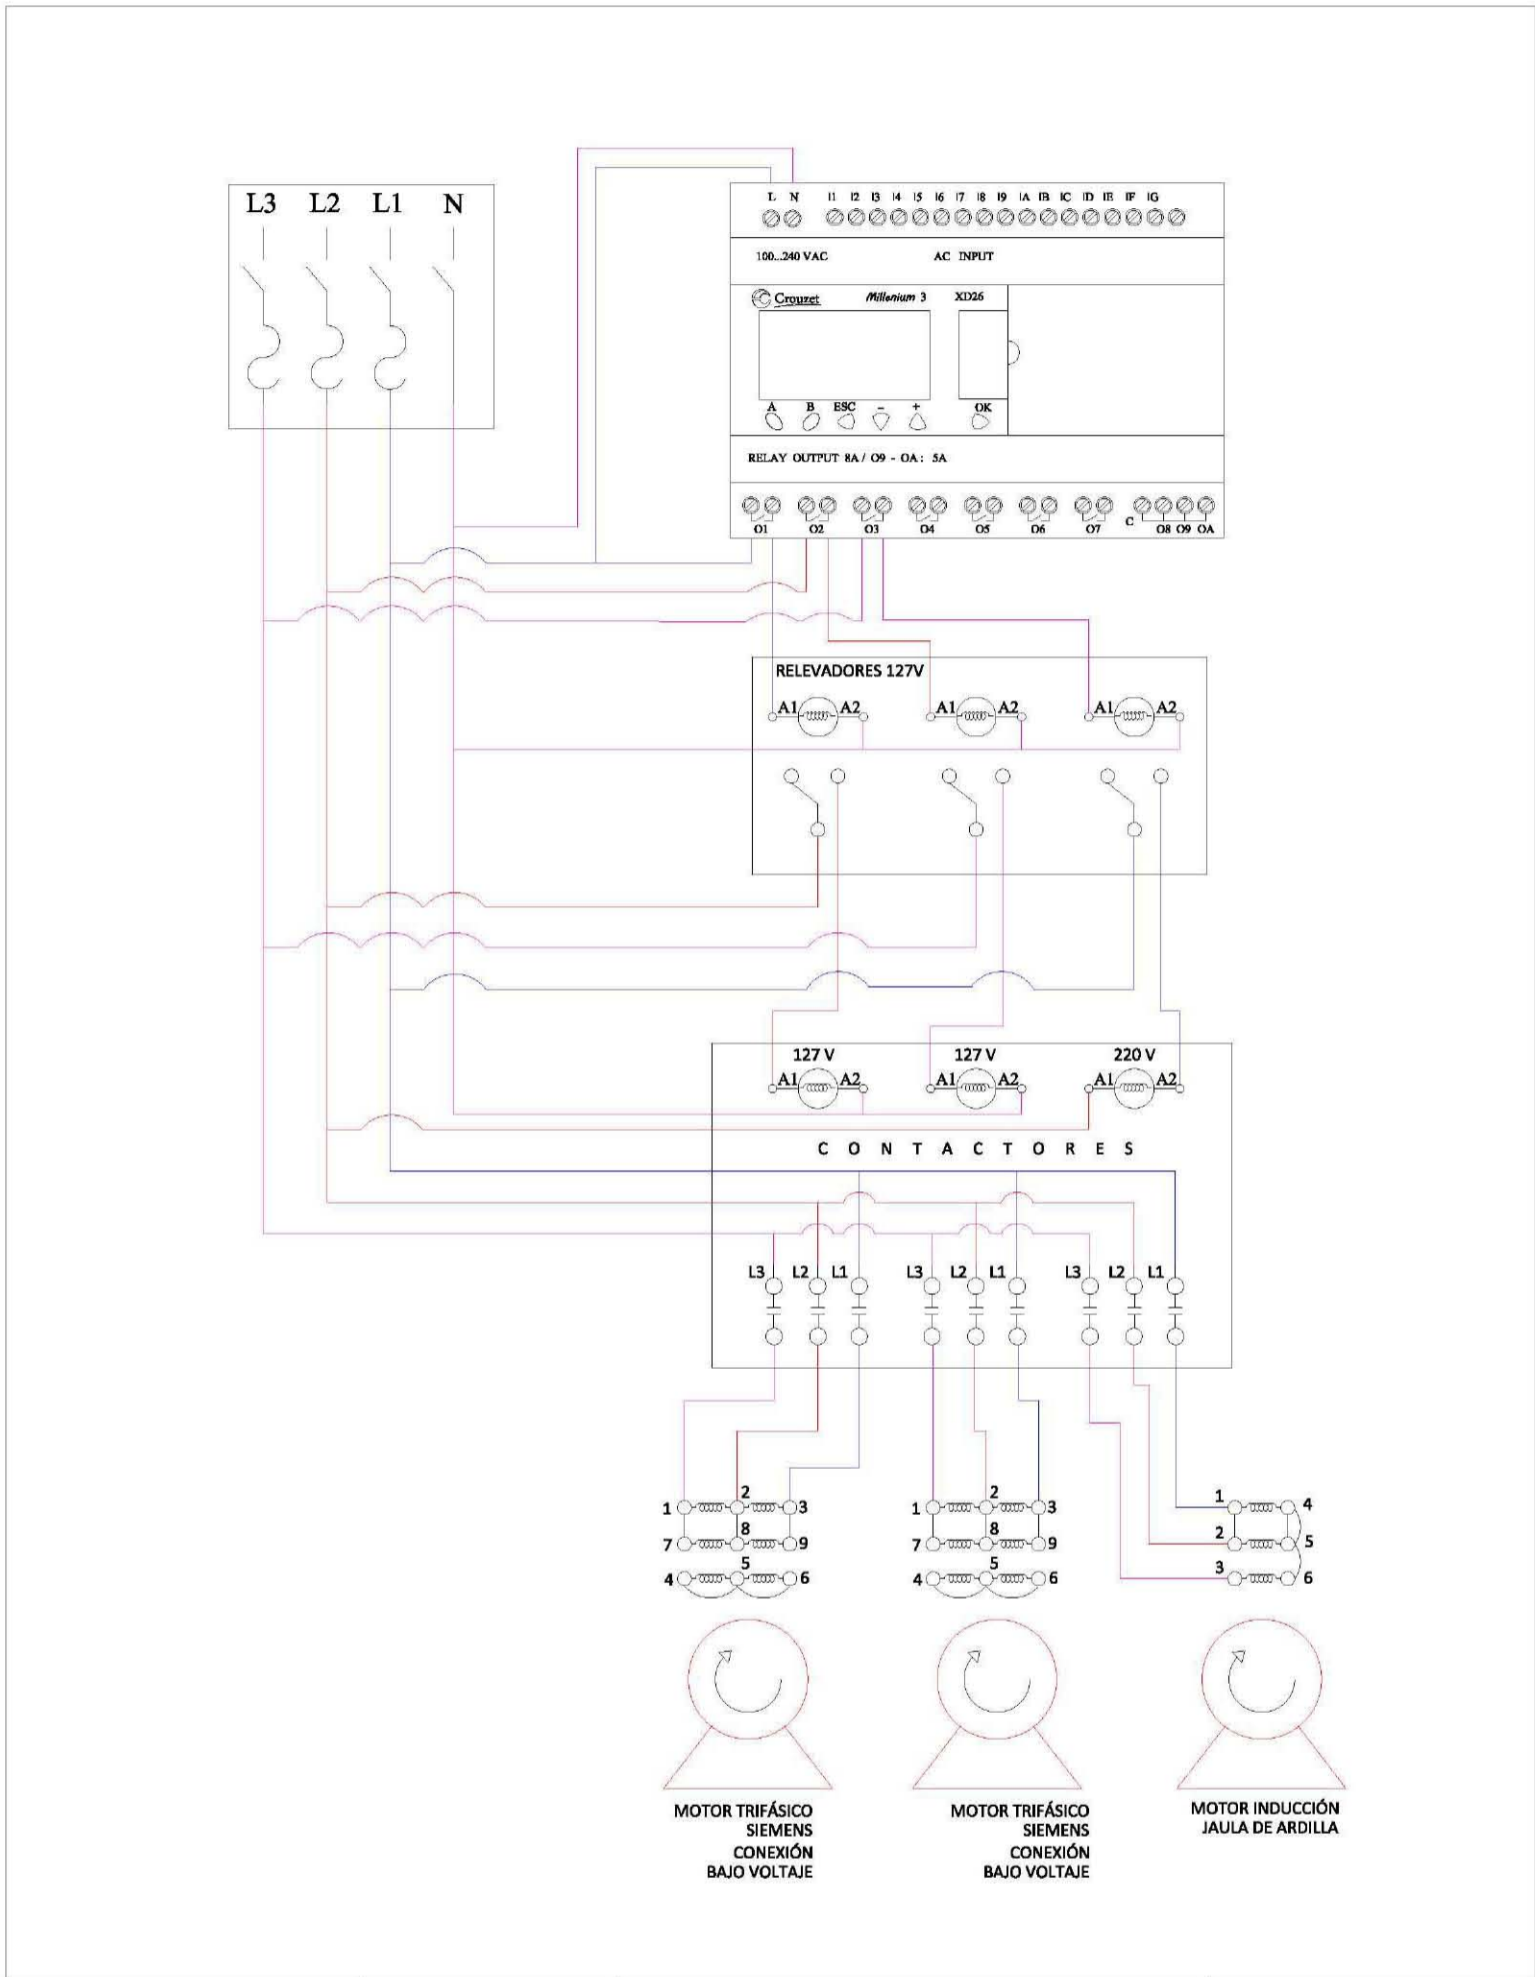 L3 L2 L1 N
L N I1 I2 I3 I4 I5 I6 I7 I8 I9 IA IB IC ID IE IF IG
100...240 VAC AC INPUT
Crouzet Millenium 3 XD26
A B ESC - + OK
RELAY OUTPUT 8A / O9 - OA: 5A
O1 O2 O3 O4 O5 O6 O7 C O8 O9 OA
RELEVADORES 127V
A1 A2 A1 A2 A1 A2
127 V 127 V 220 V
A1 A2 A1 A2 A1 A2
CONTACTORES
L3 L2 L1 L3 L2 L1 L3 L2 L1
1 2 3 1 2 3 1 4
7 8 9 7 8 9 2 5
4 5 6 4 5 6 3 6
MOTOR TRIFÁSICO
SIEMENS
CONEXIÓN
BAJO VOLTAJE
MOTOR TRIFÁSICO
SIEMENS
CONEXIÓN
BAJO VOLTAJE
MOTOR INDUCCIÓN
JAULA DE ARDILLA